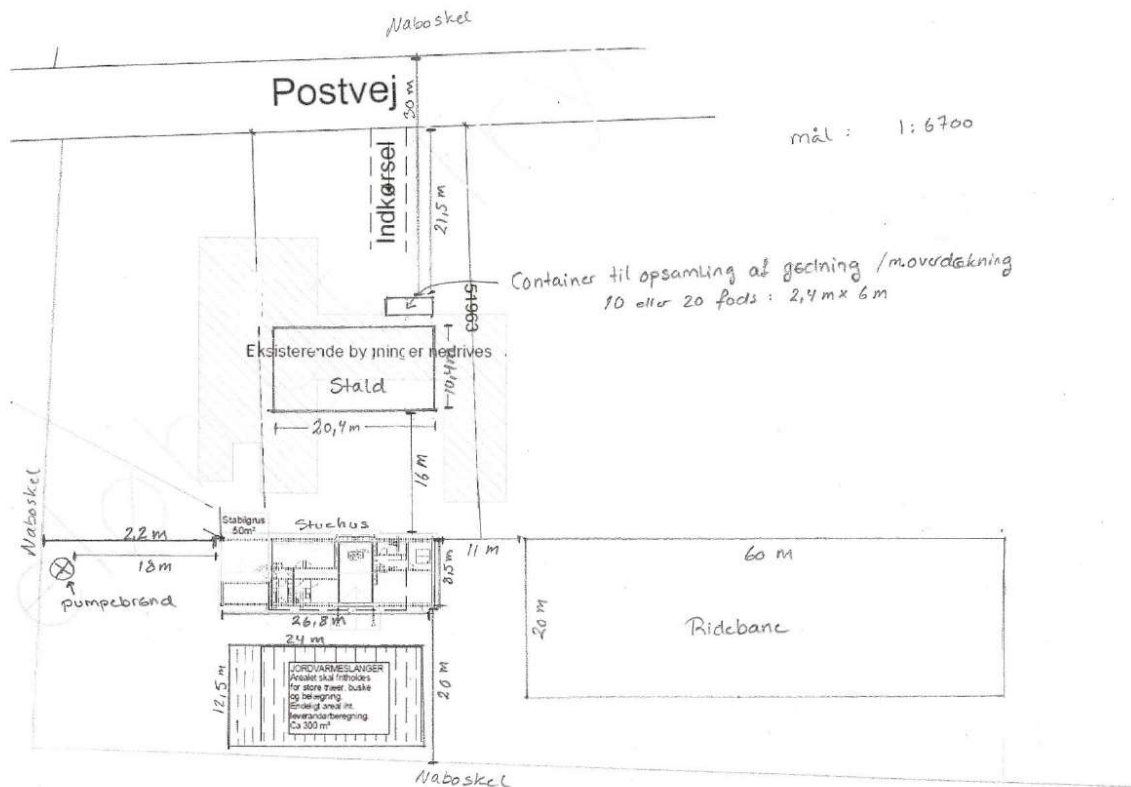 Naboskel
Postvej
30 m
mål : 1:6700
Indkørsel
21,5 m
Container til opsamling af gødning /m.overdækning
10 eller 20 fods : 2,4 m x 6 m
51963
Eksisterende bygninger nedrives
Stald
10,4 m
20,4 m
16 m
Naboskel
Stabilgrus
50m²
Stuehus
2,2 m
18 m
pumpebrønd
8,5 m
11 m
60 m
26,8 m
20 m
Ridebane
24 m
12,5 m
JORDVARMESLANGER
Arealet skal friholdes
for store træer, buske
og belægning.
Endeligt areal iht.
leverandørberegning.
Ca 300 m²
20 m
Naboskel